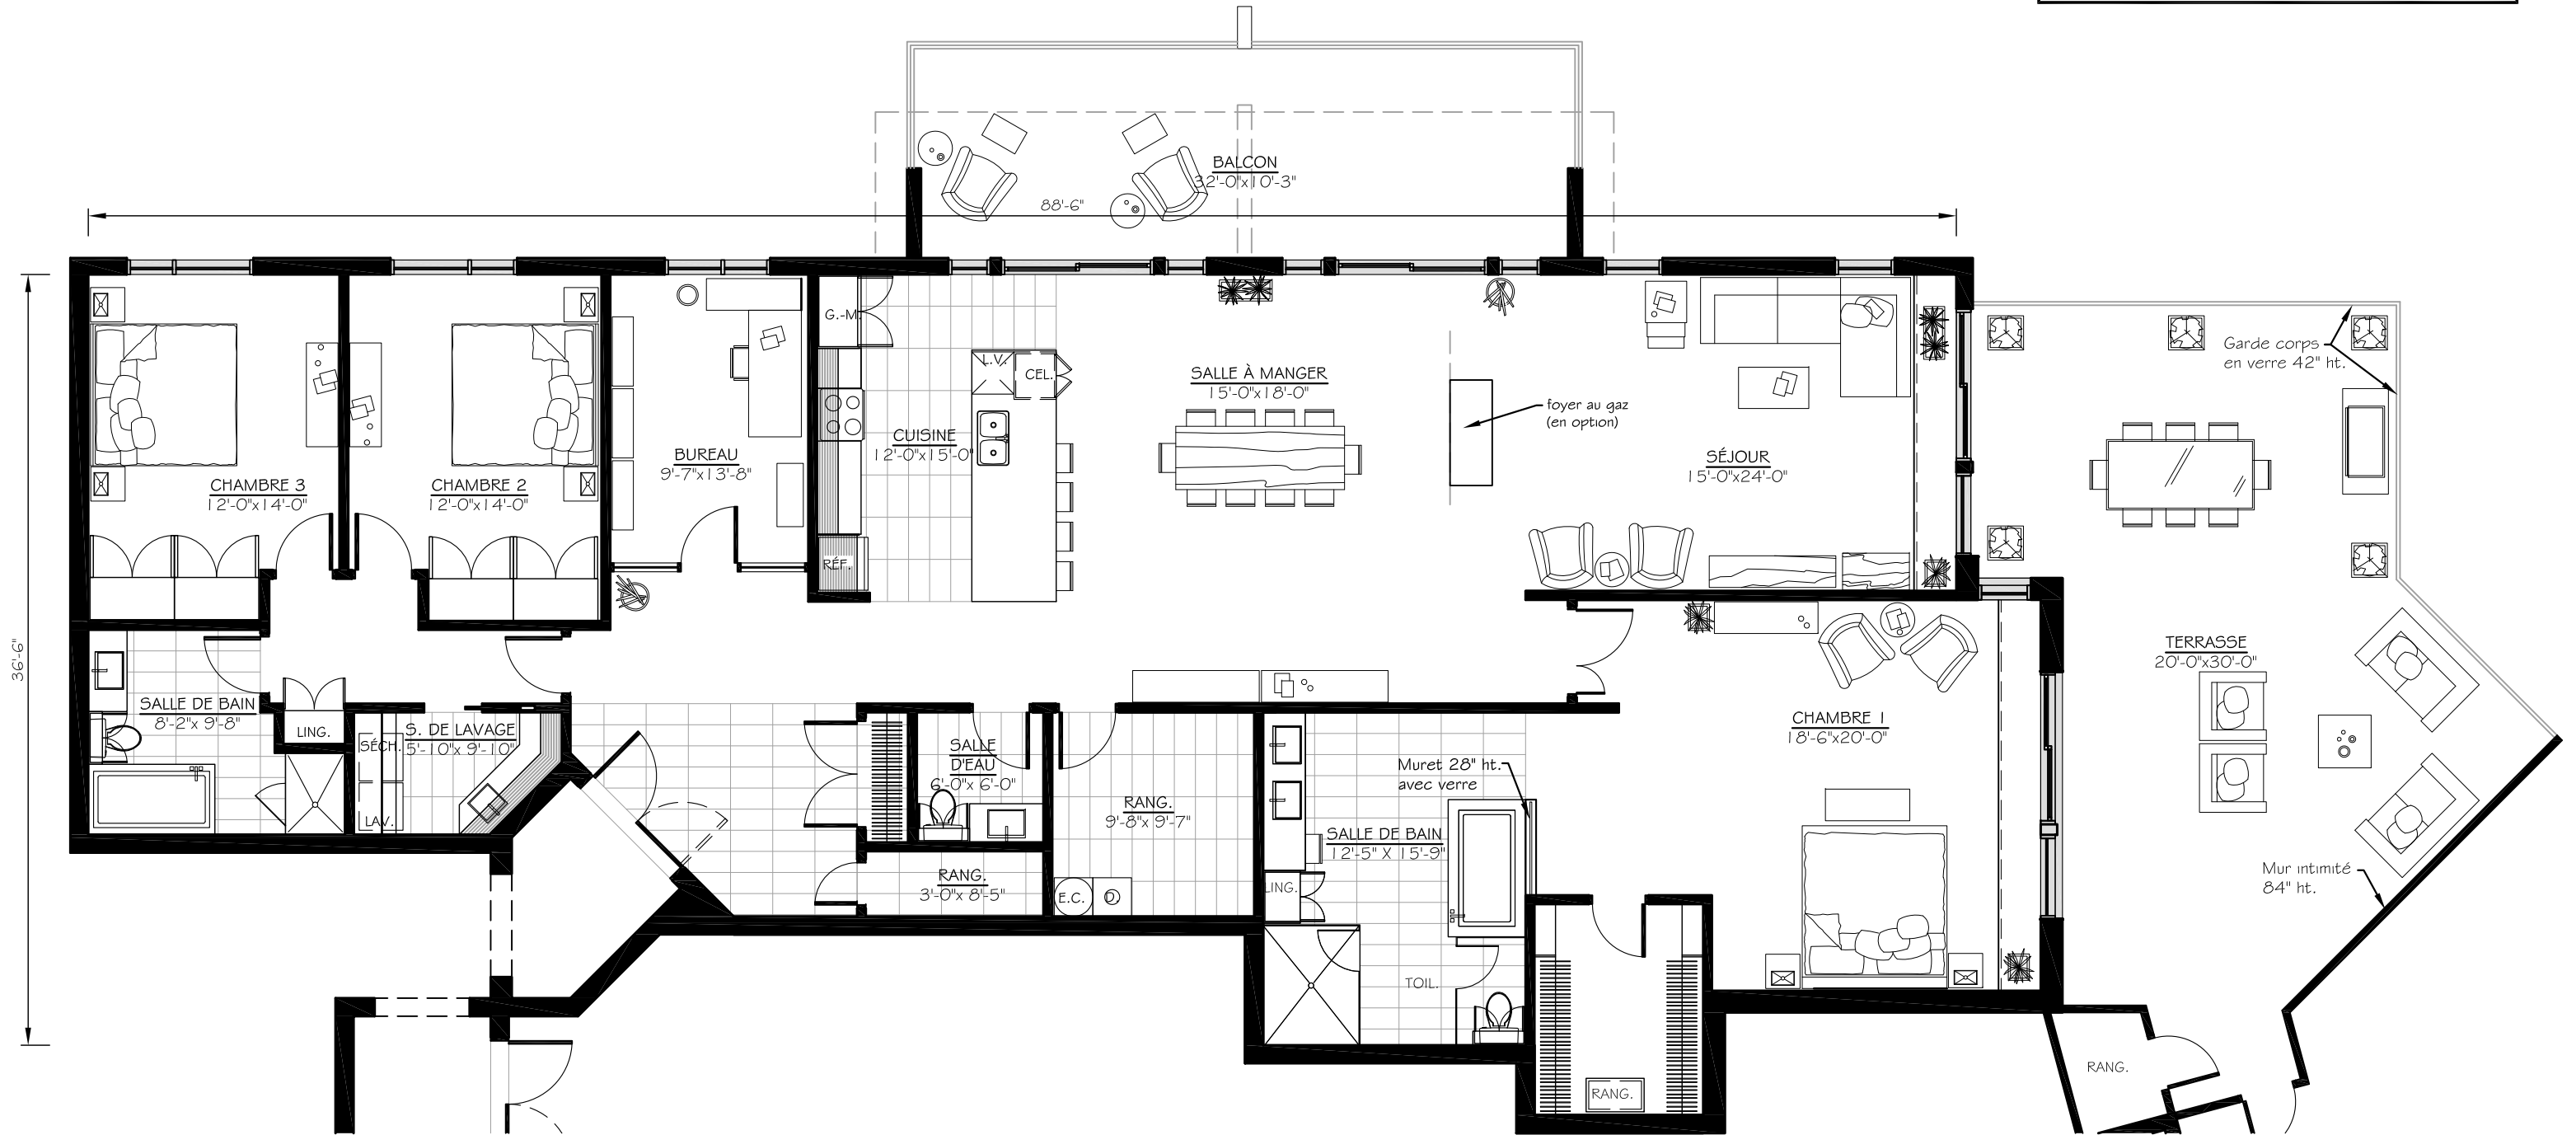 BALCON
32'-0"x10'-3"
88'-6"
36'-6"
CHAMBRE 3
12'-0"x14'-0"
CHAMBRE 2
12'-0"x14'-0"
BUREAU
9'-7"x13'-8"
G.-M.
L.V.
CEL.
CUISINE
12'-0"x15'-0"
RÉF.
SALLE À MANGER
15'-0"x18'-0"
foyer au gaz
(en option)
SÉJOUR
15'-0"x24'-0"
Garde corps
en verre 42" ht.
TERRASSE
20'-0"x30'-0"
SALLE DE BAIN
8'-2"x 9'-8"
LING.
S. DE LAVAGE
5'-10"x 9'-10"
SÉCH.
LAV.
SALLE
D'EAU
6'-0"x 6'-0"
RANG.
3'-0"x 8'-5"
RANG.
9'-8"x 9'-7"
E.C.
D.
Muret 28" ht.
avec verre
SALLE DE BAIN
12'-5" X 15'-9"
LING.
TOIL.
CHAMBRE 1
18'-6"x20'-0"
RANG.
Mur intimité
84" ht.
RANG.